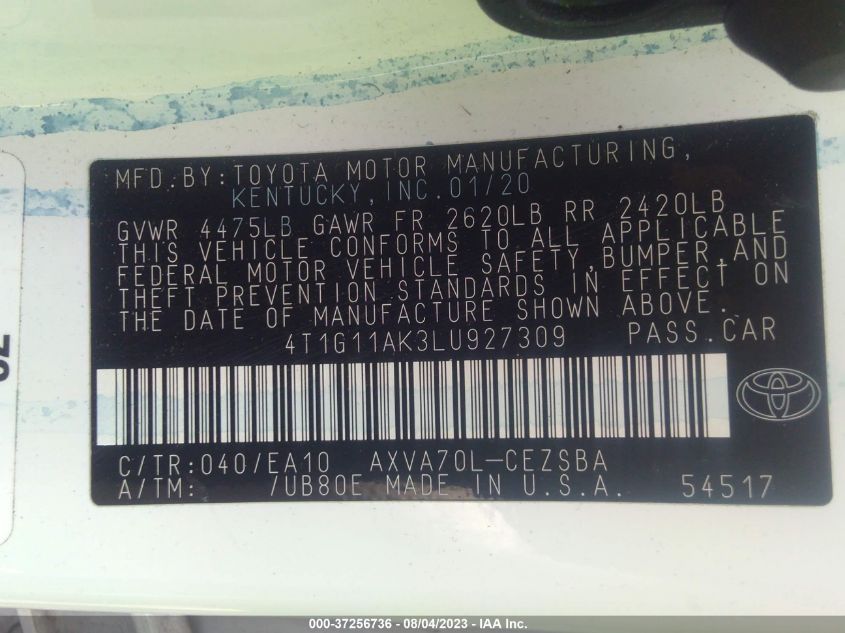 MFD.BY:TOYOTA MOTOR MANUFACTURING,
KENTUCKY,INC.01/20
GVWR 4475LB GAWR FR 2620LB RR 2420LB
THIS VEHICLE CONFORMS TO ALL APPLICABLE
FEDERAL MOTOR VEHICLE SAFETY,BUMPER,AND
THEFT PREVENTION STANDARDS IN EFFECT ON
THE DATE OF MANUFACTURE SHOWN ABOVE.
4T1G11AK3LU927309 PASS.CAR
C/TR:040/EA10 AXVA70L-CEZSBA
A/TM: /UB80E MADE IN U.S.A. 54517
000-37256736 - 08/04/2023 - IAA Inc.